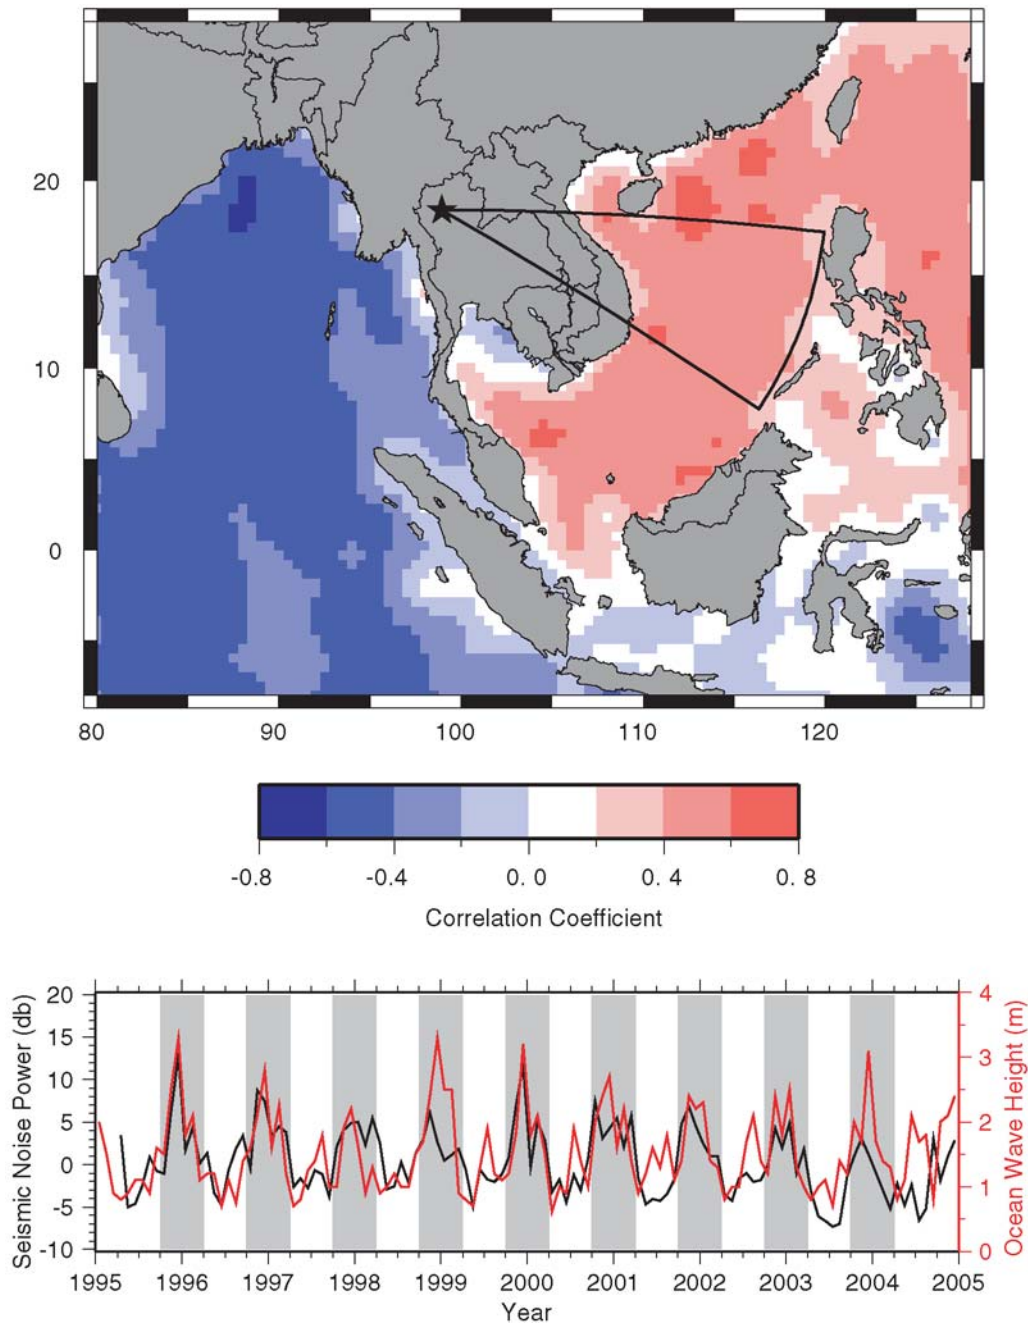 20
10
0
80 90 100 110 120
-0.8 -0.4 0.0 0.4 0.8
Correlation Coefficient
Seismic Noise Power (db)
20
15
10
5
0
-5
-10
4
3
2
1
0
Ocean Wave Height (m)
1995 1996 1997 1998 1999 2000 2001 2002 2003 2004 2005
Year